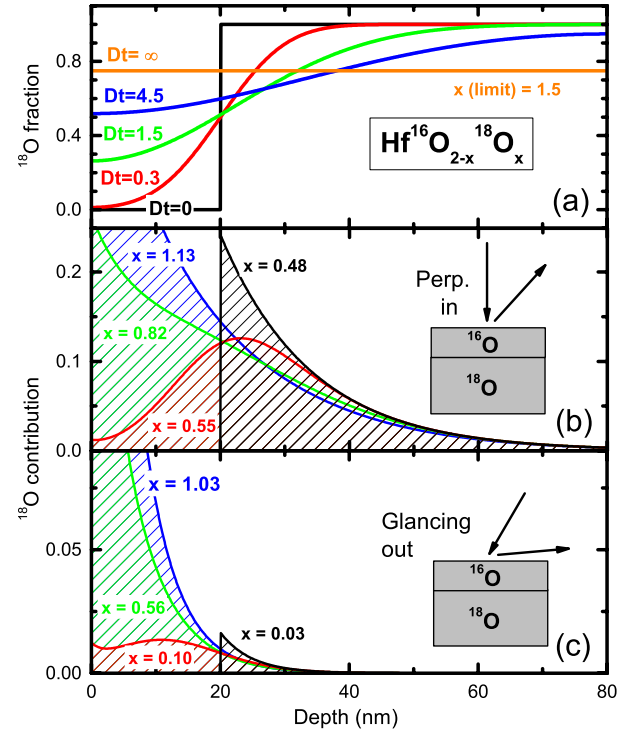 0.8
0.4
0.0
¹⁸O fraction
Dt= ∞
Dt=4.5
Dt=1.5
Dt=0.3
Dt=0
x (limit) = 1.5
Hf¹⁶O₂₋ₓ ¹⁸Oₓ
(a)
0.2
0.1
0.0
x = 1.13
x = 0.48
x = 0.82
x = 0.55
Perp.
in
¹⁶O
¹⁸O
(b)
¹⁸O contribution
0.05
0.00
x = 1.03
x = 0.56
x = 0.10
x = 0.03
Glancing
out
¹⁶O
¹⁸O
(c)
0 20 40 60 80
Depth (nm)